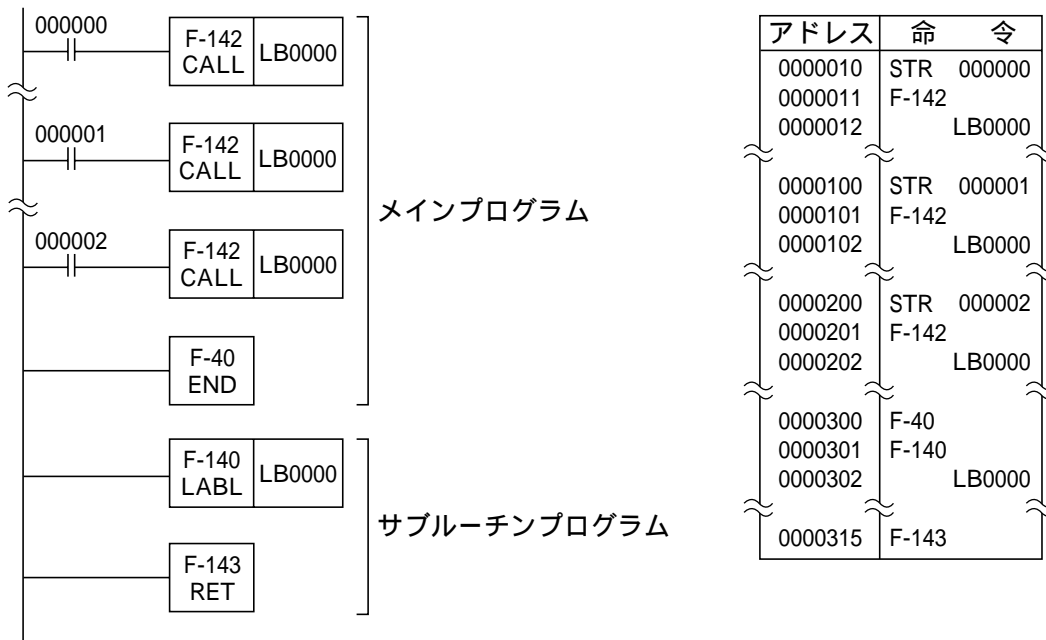 000000
F-142
CALL
LB0000
000001
F-142
CALL
LB0000
000002
F-142
CALL
LB0000
F-40
END
メインプログラム
F-140
LABL
LB0000
F-143
RET
サブルーチンプログラム
アドレス 命 令
0000010 STR 000000
0000011 F-142
0000012 LB0000
0000100 STR 000001
0000101 F-142
0000102 LB0000
0000200 STR 000002
0000201 F-142
0000202 LB0000
0000300 F-40
0000301 F-140
0000302 LB0000
0000315 F-143